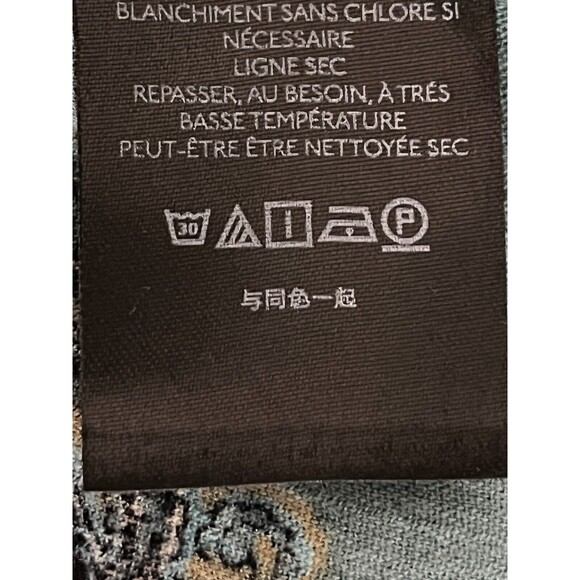 BLANCHIMENT SANS CHLORE SI
NÉCESSAIRE
LIGNE SEC
REPASSER, AU BESOIN, À TRÉS
BASSE TEMPÉRATURE
PEUT-ÊTRE ÊTRE NETTOYÉE SEC
30 P
与同色一起